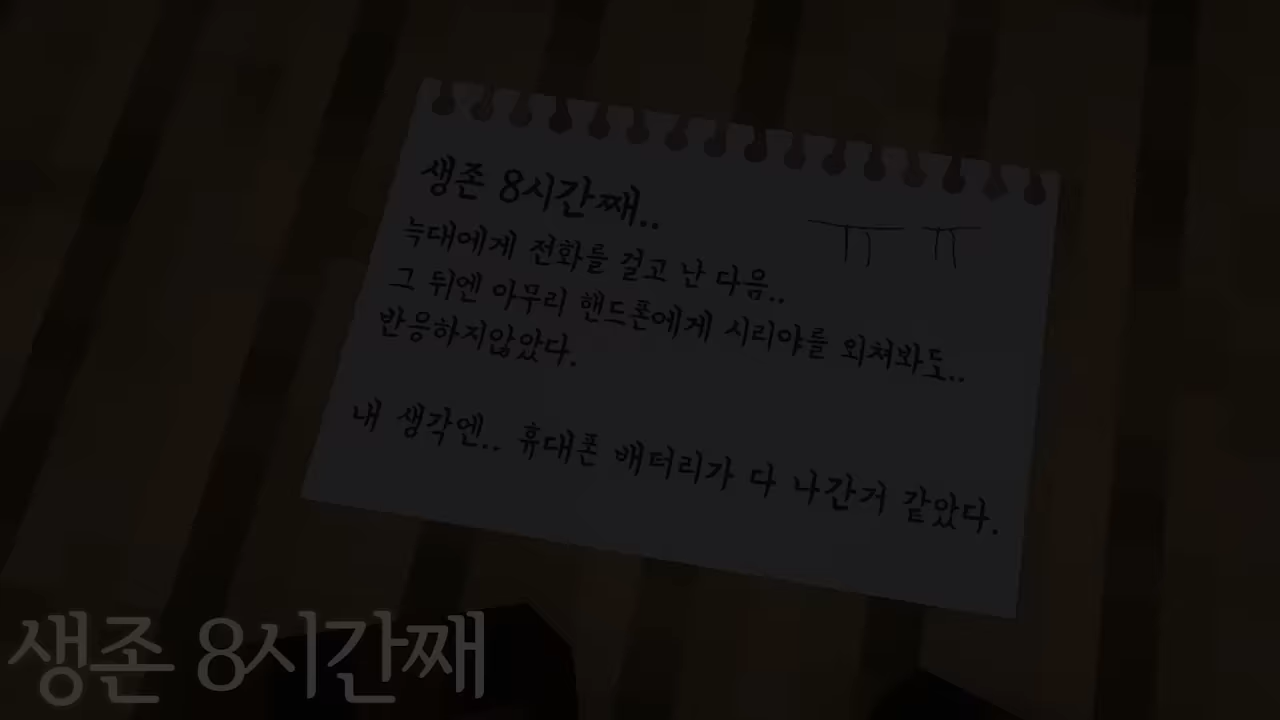 생존 8시간째..
ㅠㅠ
늑대에게 전화를 걸고 난 다음..
그 뒤엔 아무리 핸드폰에게 시리야를 외쳐봐도..
반응하지않았다.
내 생각엔.. 휴대폰 배터리가 다 나간거 같았다.
생존 8시간째